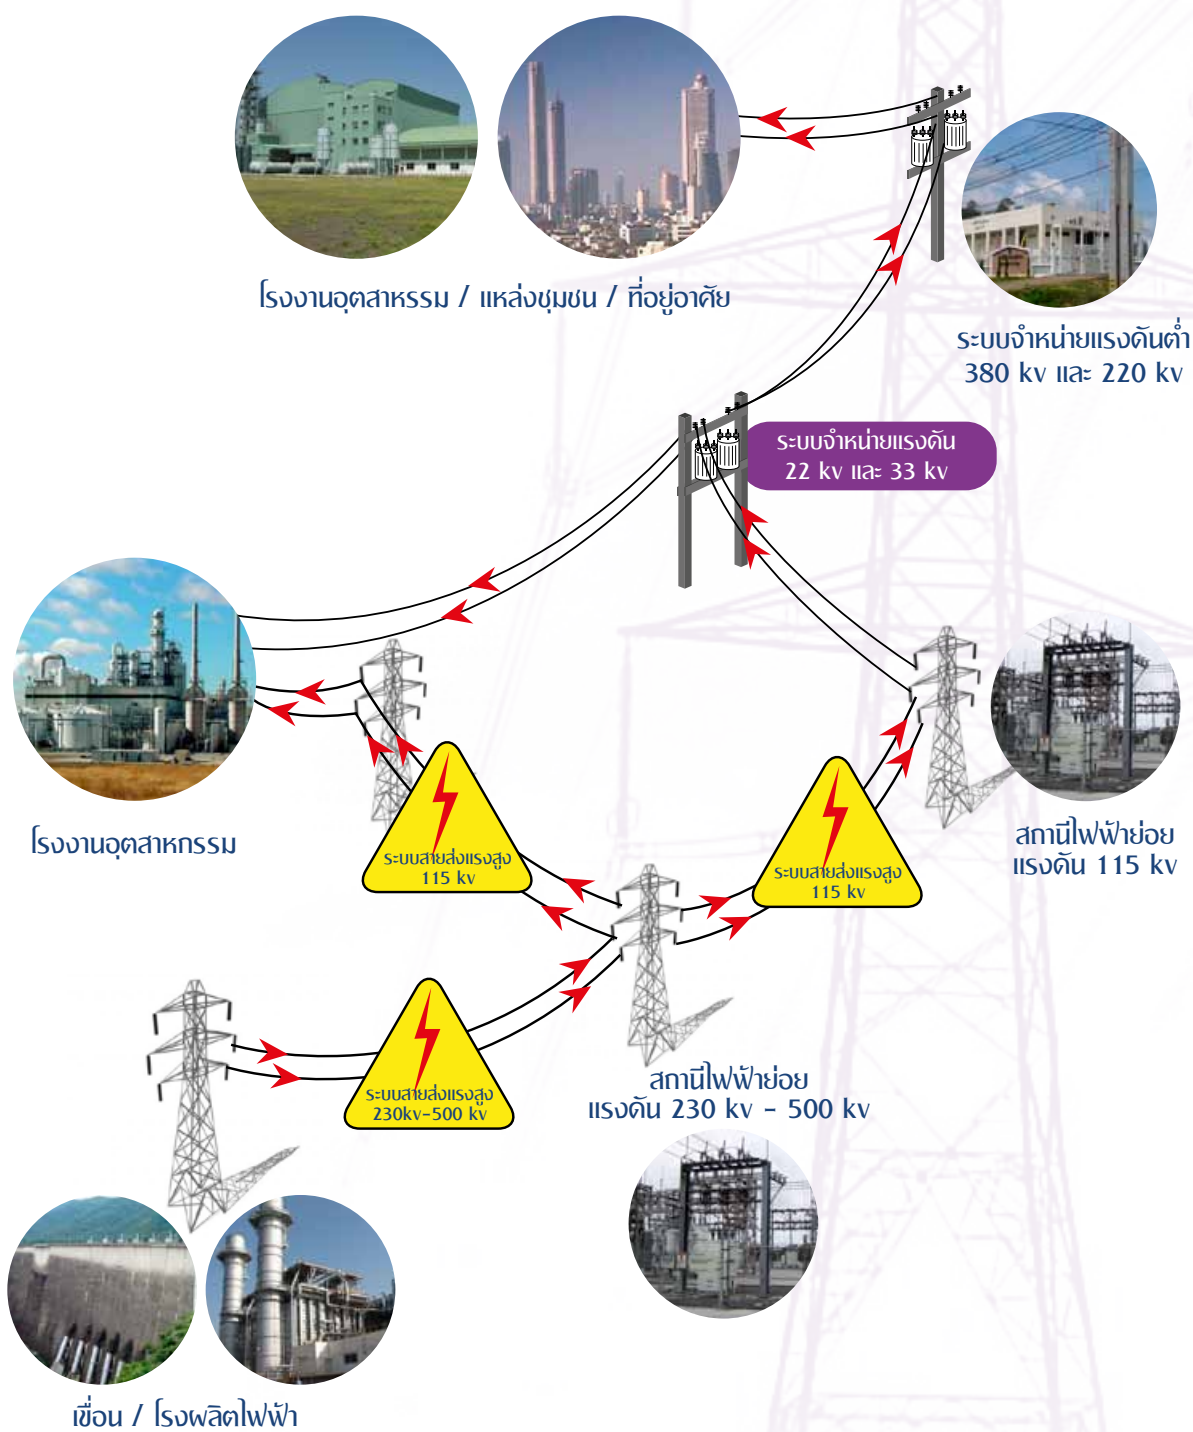 โรงงานอุตสาหรรม / แหล่งชุมชน / ที่อยู่อาศัย
ระบบจำหน่ายแรงดันต่ำ
380 kv และ 220 kv
ระบบจำหน่ายแรงดัน
22 kv และ 33 kv
โรงงานอุตสาหกรรม
ระบบสายส่งแรงสูง
115 kv
ระบบสายส่งแรงสูง
115 kv
สถานีไฟฟ้าย่อย
แรงดัน 115 kv
ระบบสายส่งแรงสูง
230kv-500 kv
สถานีไฟฟ้าย่อย
แรงดัน 230 kv - 500 kv
เขื่อน / โรงผลิตไฟฟ้า